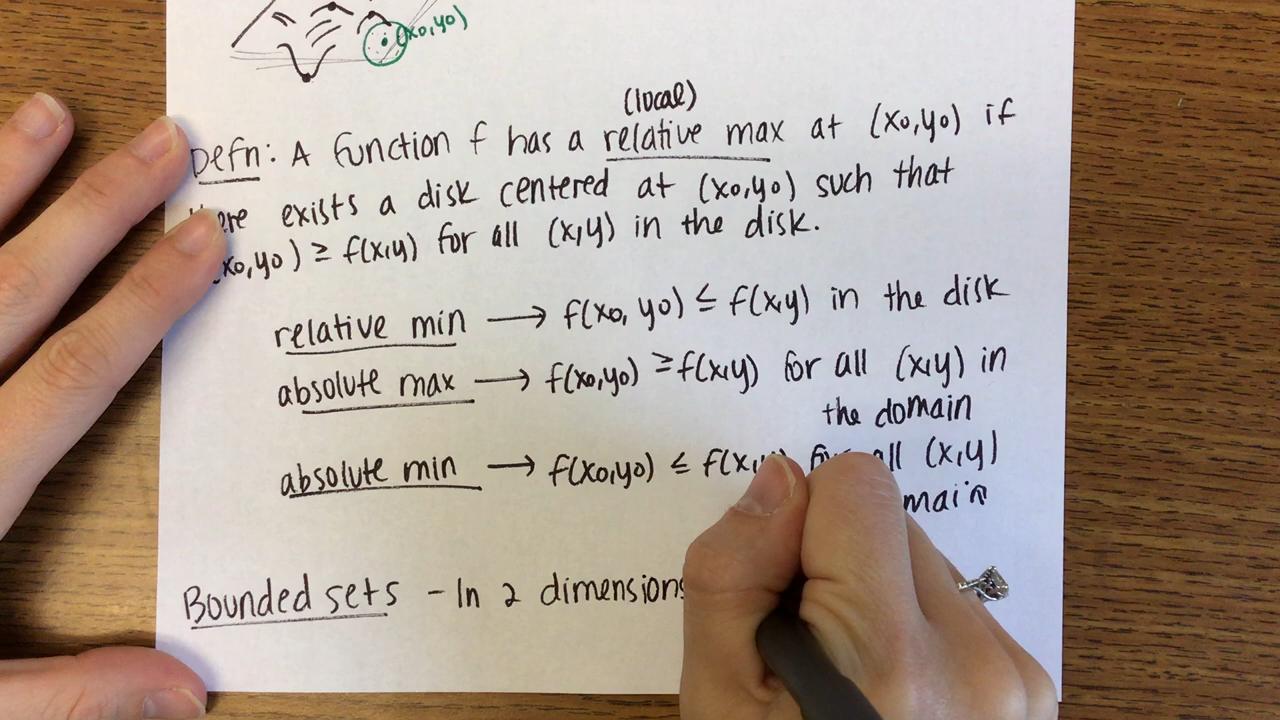 (x0,y0)
(local)
Defn: A function f has a relative max at (x0,y0) if
exists a disk centered at (x0,y0) such that
x0,y0) ≥ f(x,y) for all (x,y) in the disk.
relative min → f(x0, y0) ≤ f(x,y) in the disk
absolute max → f(x0,y0) ≥ f(x,y) for all (x,y) in
the domain
absolute min → f(x0,y0) ≤ all (x,y)
Bounded sets - In 2 dimensions